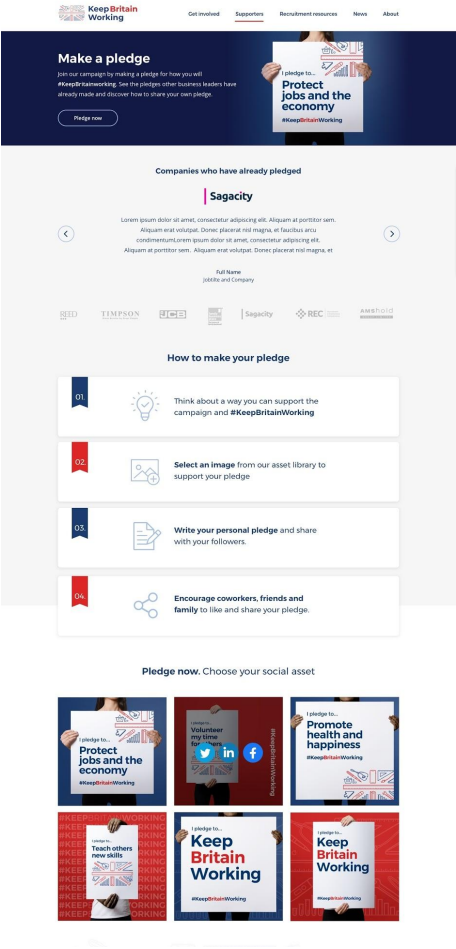 Keep Britain
Working
Get involved
Supporters
Recruitment resources
News
About
Make a pledge
Join our campaign by making a pledge for how you will
#KeepBritainworking. See the pledges other business leaders have
already made and discover how to share your own pledge.
Pledge now
I pledge to...
Protect
jobs and the
economy
#KeepBritainWorking
Companies who have already pledged
Sagacity
Lorem ipsum dolor sit amet, consectetur adipiscing elit. Aliquam at porttitor sem.
Aliquam erat volutpat. Donec placerat nisl magna, et faucibus arcu
condimentumLorem ipsum dolor sit amet, consectetur adipiscing elit.
Aliquam at porttitor sem. Aliquam erat volutpat. Donec placerat nisl magna, et
Full Name
Jobtilte and Company
REED
TIMPSON
JCB
Sagacity
REC
AMShold
How to make your pledge
01.
Think about a way you can support the
campaign and #KeepBritainWorking
02.
Select an image from our asset library to
support your pledge
03.
Write your personal pledge and share
with your followers.
04.
Encourage coworkers, friends and
family to like and share your pledge.
Pledge now. Choose your social asset
I pledge to...
Protect
jobs and the
economy
#KeepBritainWorking
I pledge to...
Volunteer
my time
for others
#KeepBritainWorking
in
f
I pledge to...
Promote
health and
happiness
#KeepBritainWorking
#KEEPBRITAINWORKING
I pledge to...
Teach others
new skills
I pledge to...
Keep
Britain
Working
#KeepBritainWorking
I pledge to...
Keep
Britain
Working
#KeepBritainWorking